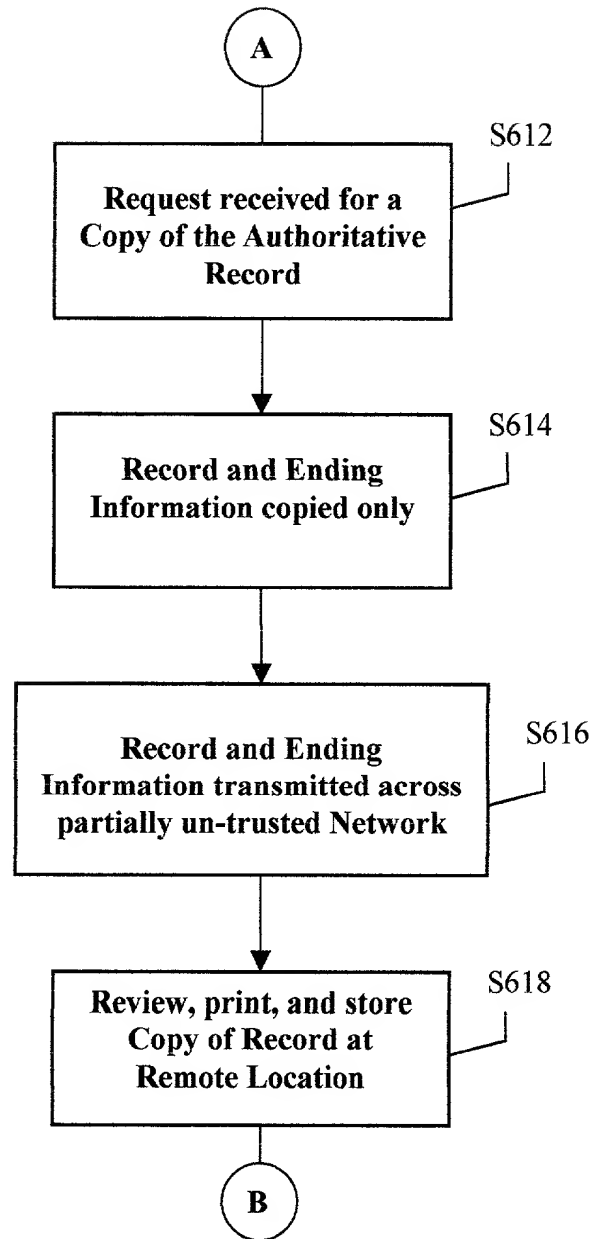 A
S612
Request received for a
Copy of the Authoritative
Record
S614
Record and Ending
Information copied only
S616
Record and Ending
Information transmitted across
partially un-trusted Network
S618
Review, print, and store
Copy of Record at
Remote Location
B